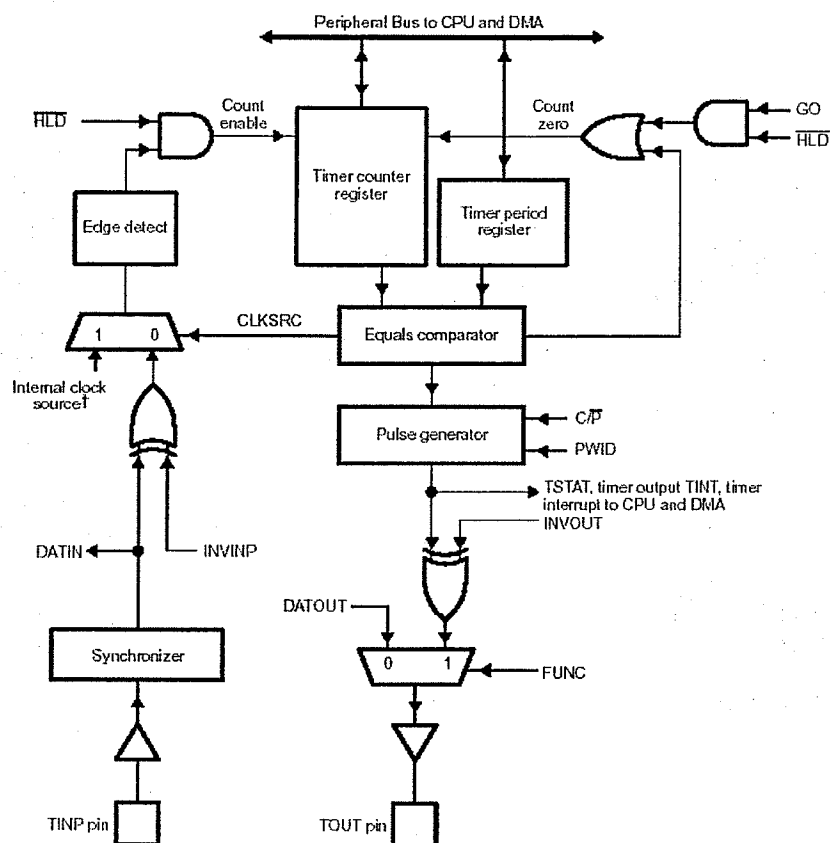 Peripheral Bus to CPU and DMA
HLD
Count
enable
Count
zero
GO
HLD
Timer counter
register
Timer period
register
Edge detect
1 0
CLKSRC
Equals comparator
Internal clock
source†
Pulse generator
C/P
PWID
TSTAT, timer output TINT, timer
interrupt to CPU and DMA
INVOUT
DATIN
INVINP
DATOUT
Synchronizer
0 1
FUNC
TINP pin
TOUT pin